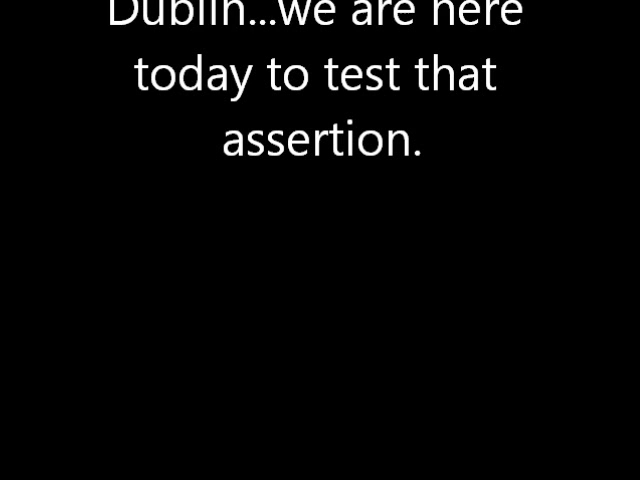 Dublin...we are here
today to test that
assertion.